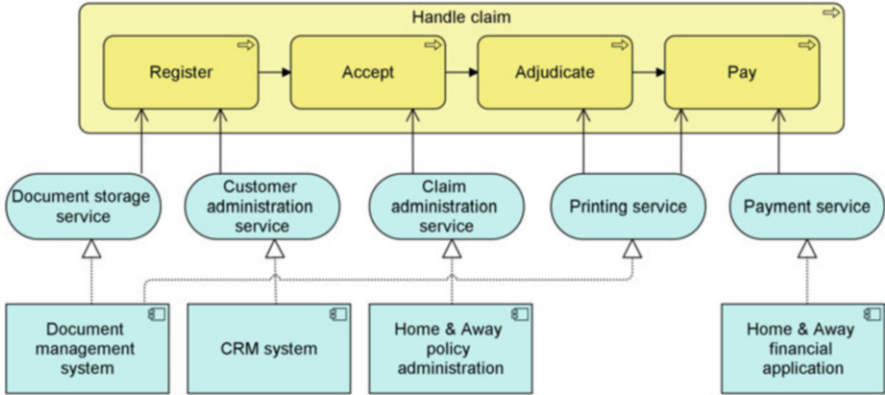 Handle claim
Register
Accept
Adjudicate
Pay
Document storage
service
Customer
administration
service
Claim
administration
service
Printing service
Payment service
Document
management
system
CRM system
Home & Away
policy
administration
Home & Away
financial
application